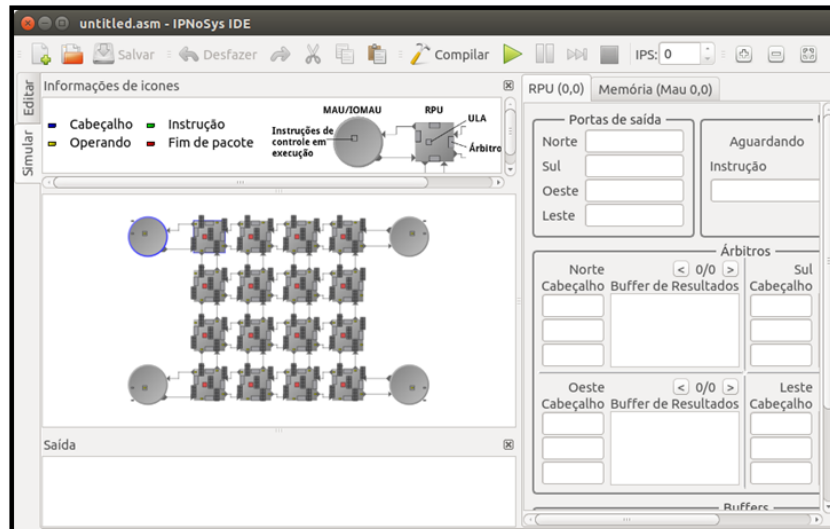 untitled.asm - IPNoSys IDE
Salvar Desfazer Compilar IPS: 0
Editar
Simular
Informações de icones
Cabeçalho Instrução
Operando Fim de pacote
MAU/IOMAU RPU
ULA
Instruções de
controle em
execução
Árbitro
Saída
RPU (0,0) Memória (Mau 0,0)
Portas de saída
Norte
Sul
Oeste
Leste
Aguardando
Instrução
Árbitros
Norte < 0/0 > Sul
Cabeçalho Buffer de Resultados Cabeçalho
Oeste < 0/0 > Leste
Cabeçalho Buffer de Resultados Cabeçalho
Buffers